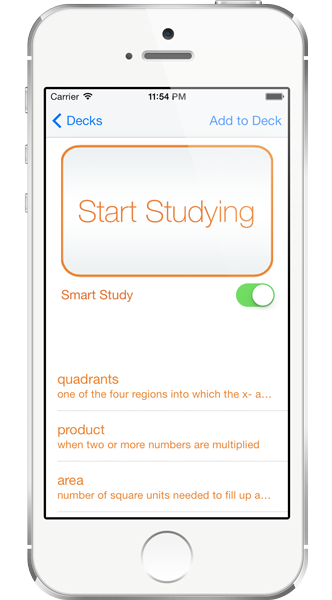 Carrier 11:54 PM
Decks Add to Deck
Start Studying
Smart Study
quadrants
one of the four regions into which the x- a...
product
when two or more numbers are multiplied
area
number of square units needed to fill up a...